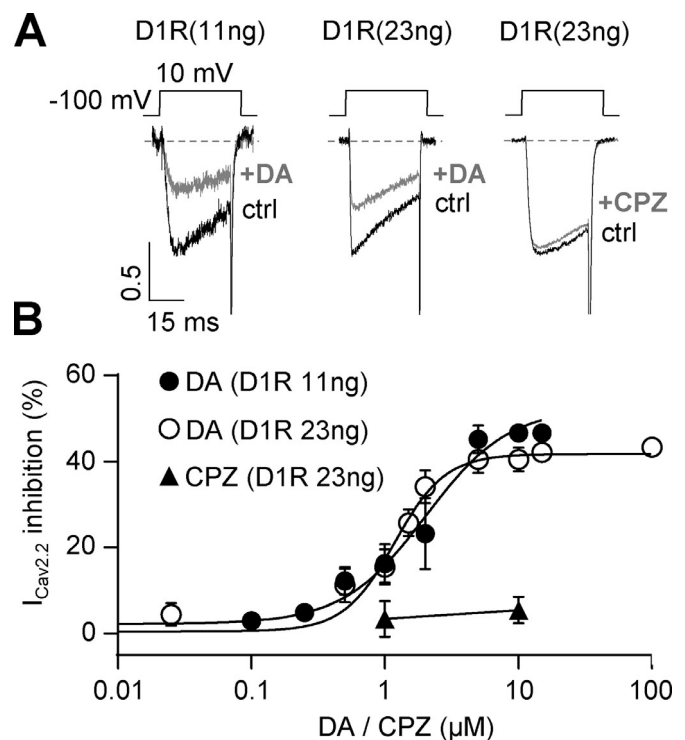 A
D1R(11ng) D1R(23ng) D1R(23ng)
10 mV
-100 mV
+DA +DA +CPZ
ctrl ctrl ctrl
0.5
15 ms
B
60
40
20
0
I Cav2.2 inhibition (%)
DA (D1R 11ng)
DA (D1R 23ng)
CPZ (D1R 23ng)
0.01 0.1 1 10 100
DA / CPZ (µM)